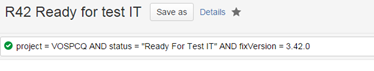 R42 Ready for test IT Save as Details
project = VOSPCQ AND status = "Ready For Test IT" AND fixVersion = 3.42.0